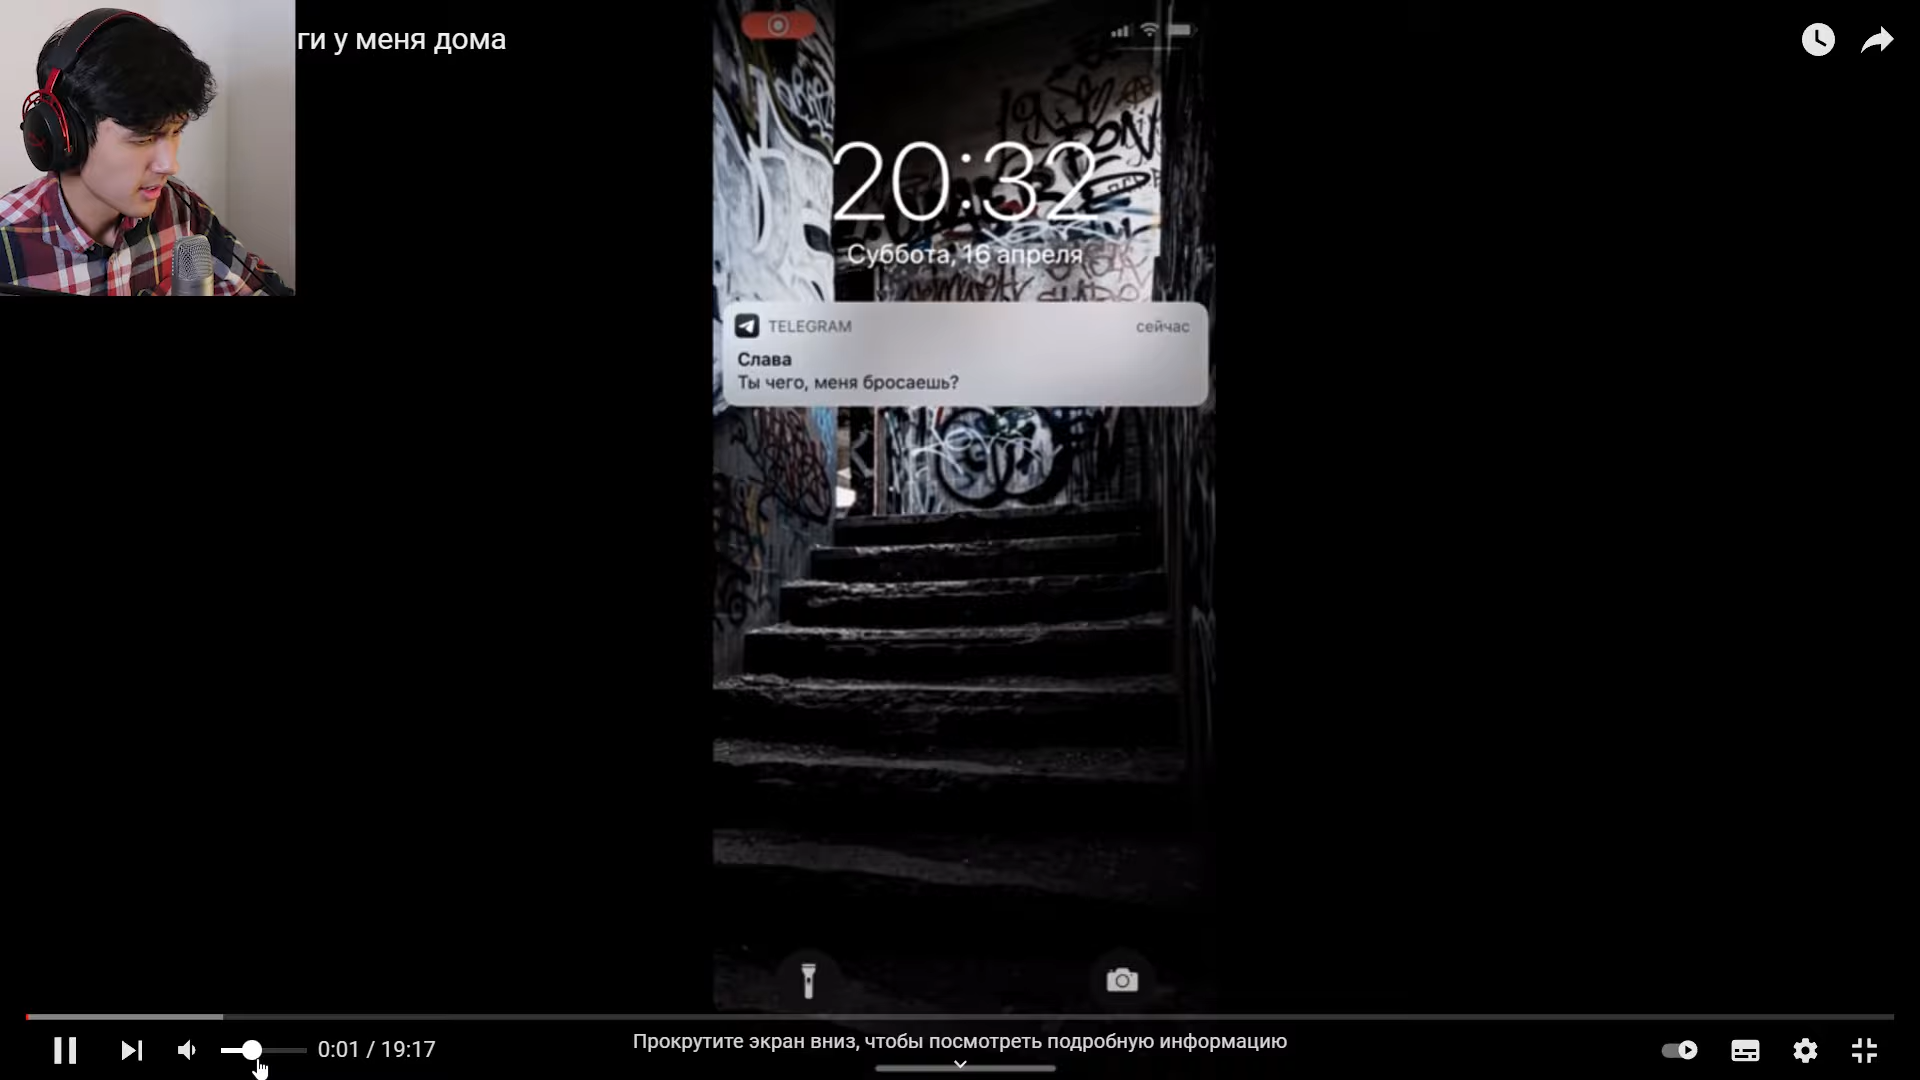 ги у меня дома
20:32
Суббота, 16 апреля
TELEGRAM
сейчас
Слава
Ты чего, меня бросаешь?
0:01 / 19:17
Прокрутите экран вниз, чтобы посмотреть подробную информацию